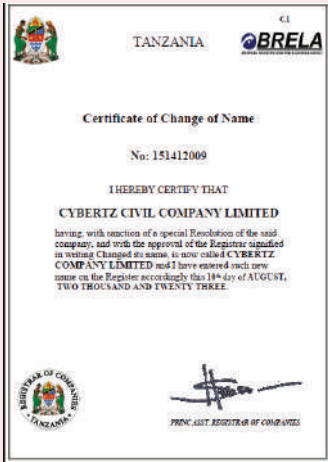 C.1
TANZANIA
BRELA
Certificate of Change of Name
No: 151412009
I HEREBY CERTIFY THAT
CYBERTZ CIVIL COMPANY LIMITED
having, with sanction of a special Resolution of the said
company, and with the approval of the Registrar signified
in writing Changed its name, is now called CYBERTZ
COMPANY LIMITED and I have entered such new
name on the Register accordingly this 10th day of AUGUST,
TWO THOUSAND AND TWENTY THREE.
REGISTRAR OF COMPANIES
TANZANIA
PRINC. ASST. REGISTRAR OF COMPANIES